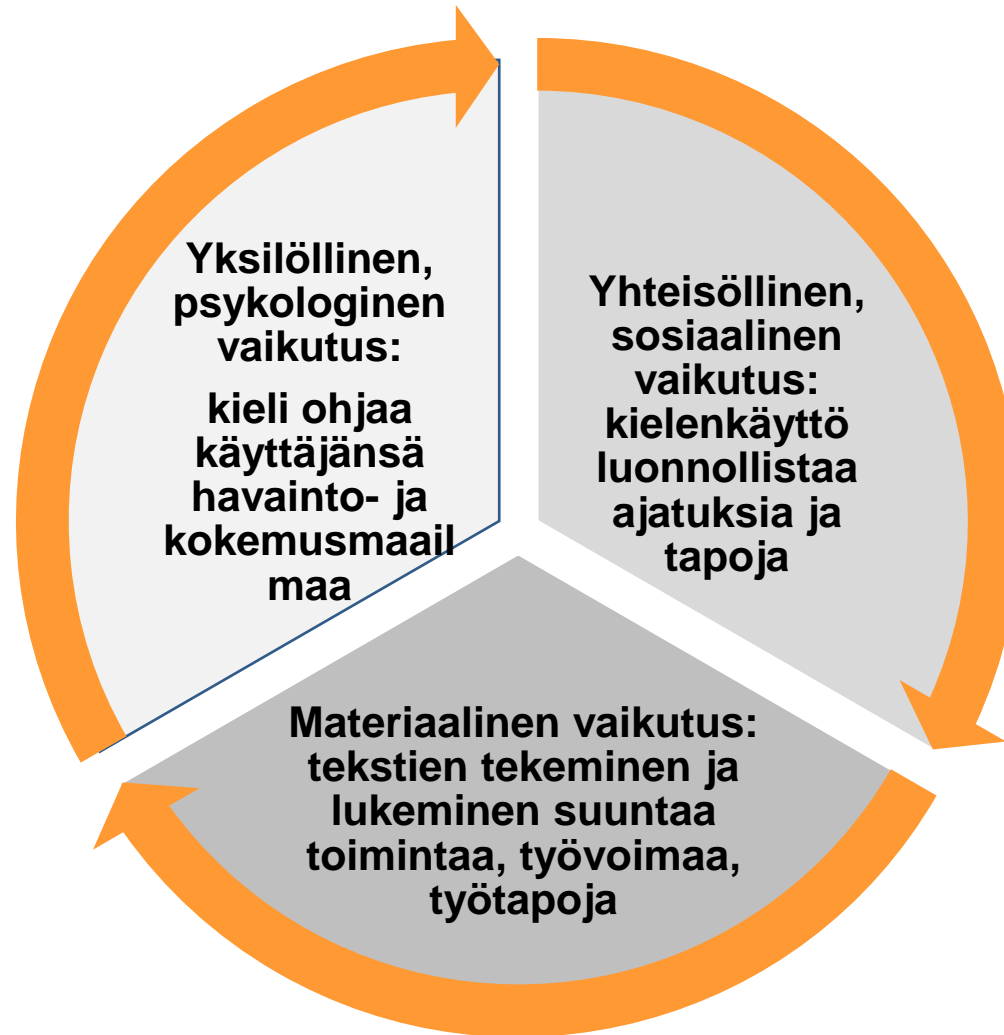 Yksilöllinen,
psykologinen
vaikutus:
kieli ohjaa
käyttäjänsä
havainto- ja
kokemusmaail
maa
Yhteisöllinen,
sosiaalinen
vaikutus:
kielenkäyttö
luonnollistaa
ajatuksia ja
tapoja
Materiaalinen vaikutus:
tekstien tekeminen ja
lukeminen suuntaa
toimintaa, työvoimaa,
työtapoja